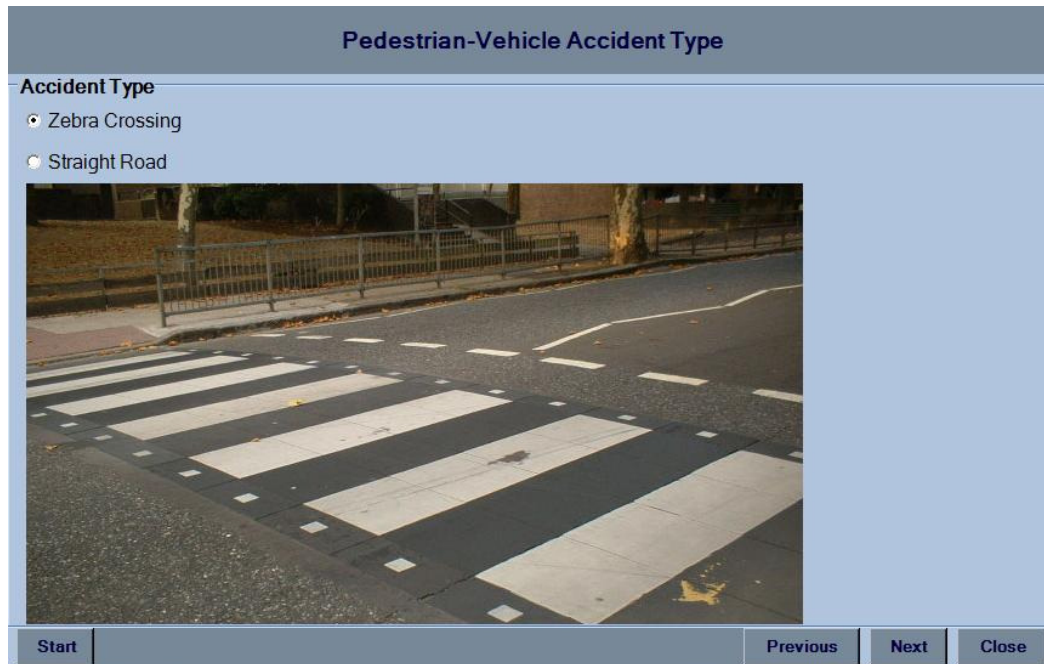 Pedestrian-Vehicle Accident Type
Accident Type
Zebra Crossing
Straight Road
Start
Previous
Next
Close